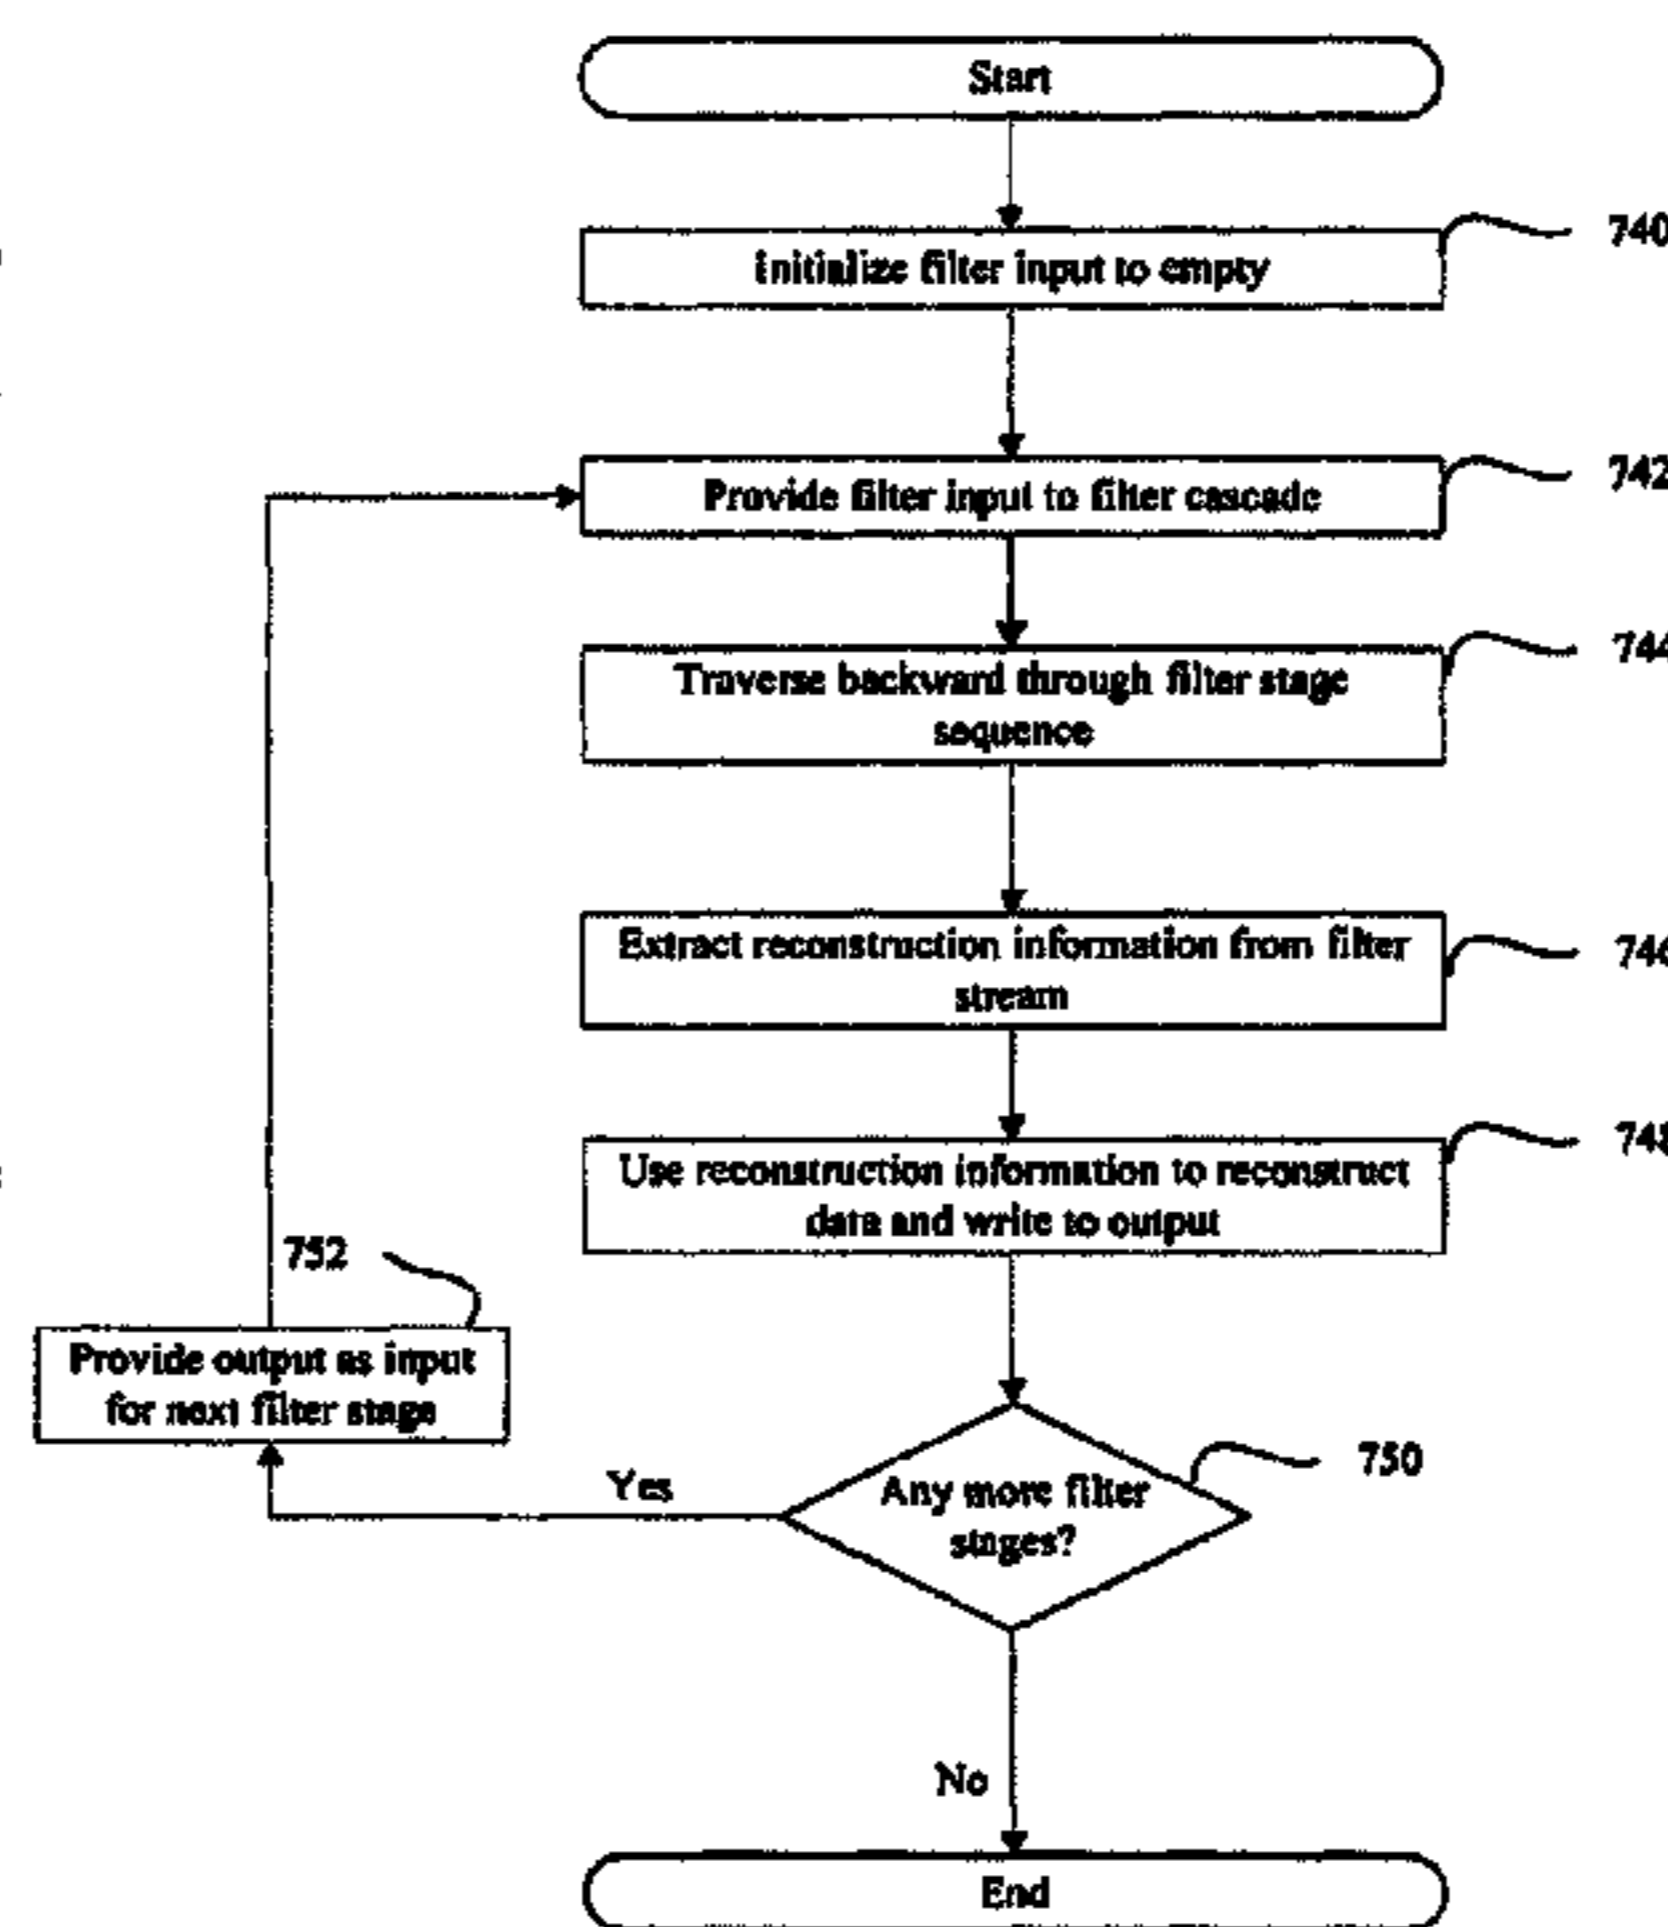 Start
Initialize filter input to empty
740
Provide filter input to filter cascade
742
Traverse backward through filter stage
sequence
744
Extract reconstruction information from filter
stream
746
Use reconstruction information to reconstruct
data and write to output
748
752
Provide output as input
for next filter stage
Yes
Any more filter
stages?
750
No
End